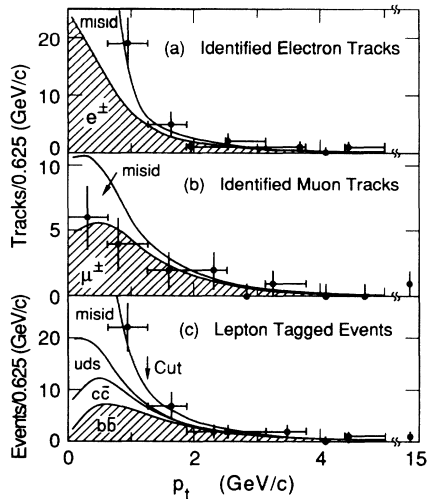 20
10
0
misid
(a) Identified Electron Tracks
e±
Tracks/0.625 (GeV/c)
10
5
0
misid
(b) Identified Muon Tracks
μ±
Events/0.625 (GeV/c)
20
10
0
misid
(c) Lepton Tagged Events
uds
Cut
cc̄
bb̄
0 2 4 15
pt (GeV/c)